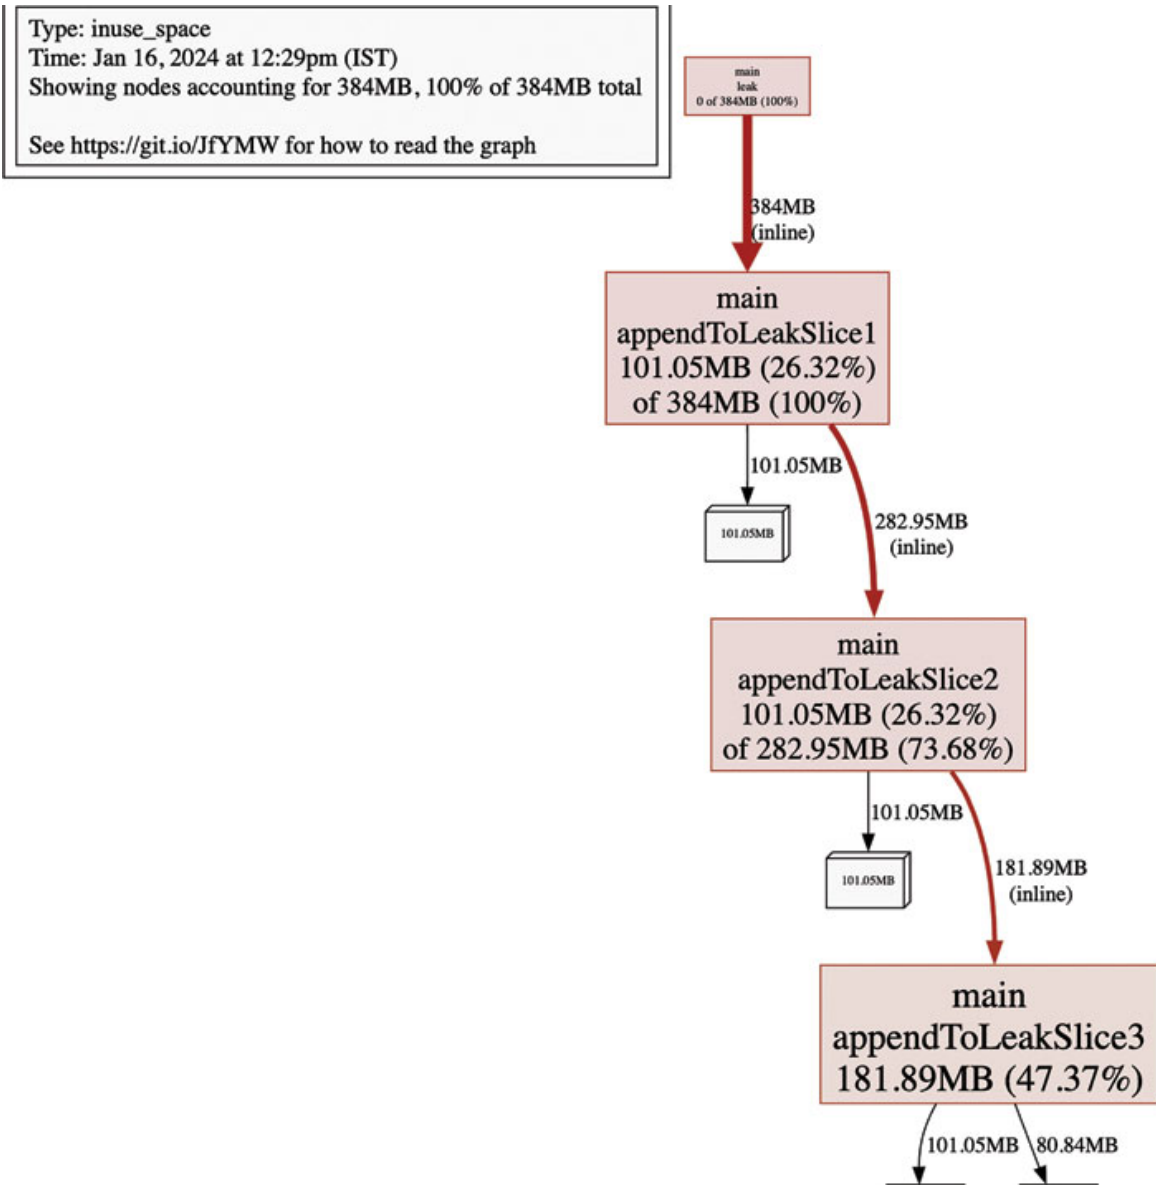 Type: inuse_space
Time: Jan 16, 2024 at 12:29pm (IST)
Showing nodes accounting for 384MB, 100% of 384MB total
See https://git.io/JfYMW for how to read the graph
main
leak
0 of 384MB (100%)
384MB
(inline)
main
appendToLeakSlice1
101.05MB (26.32%)
of 384MB (100%)
101.05MB
101.05MB
282.95MB
(inline)
main
appendToLeakSlice2
101.05MB (26.32%)
of 282.95MB (73.68%)
101.05MB
101.05MB
181.89MB
(inline)
main
appendToLeakSlice3
181.89MB (47.37%)
101.05MB
80.84MB